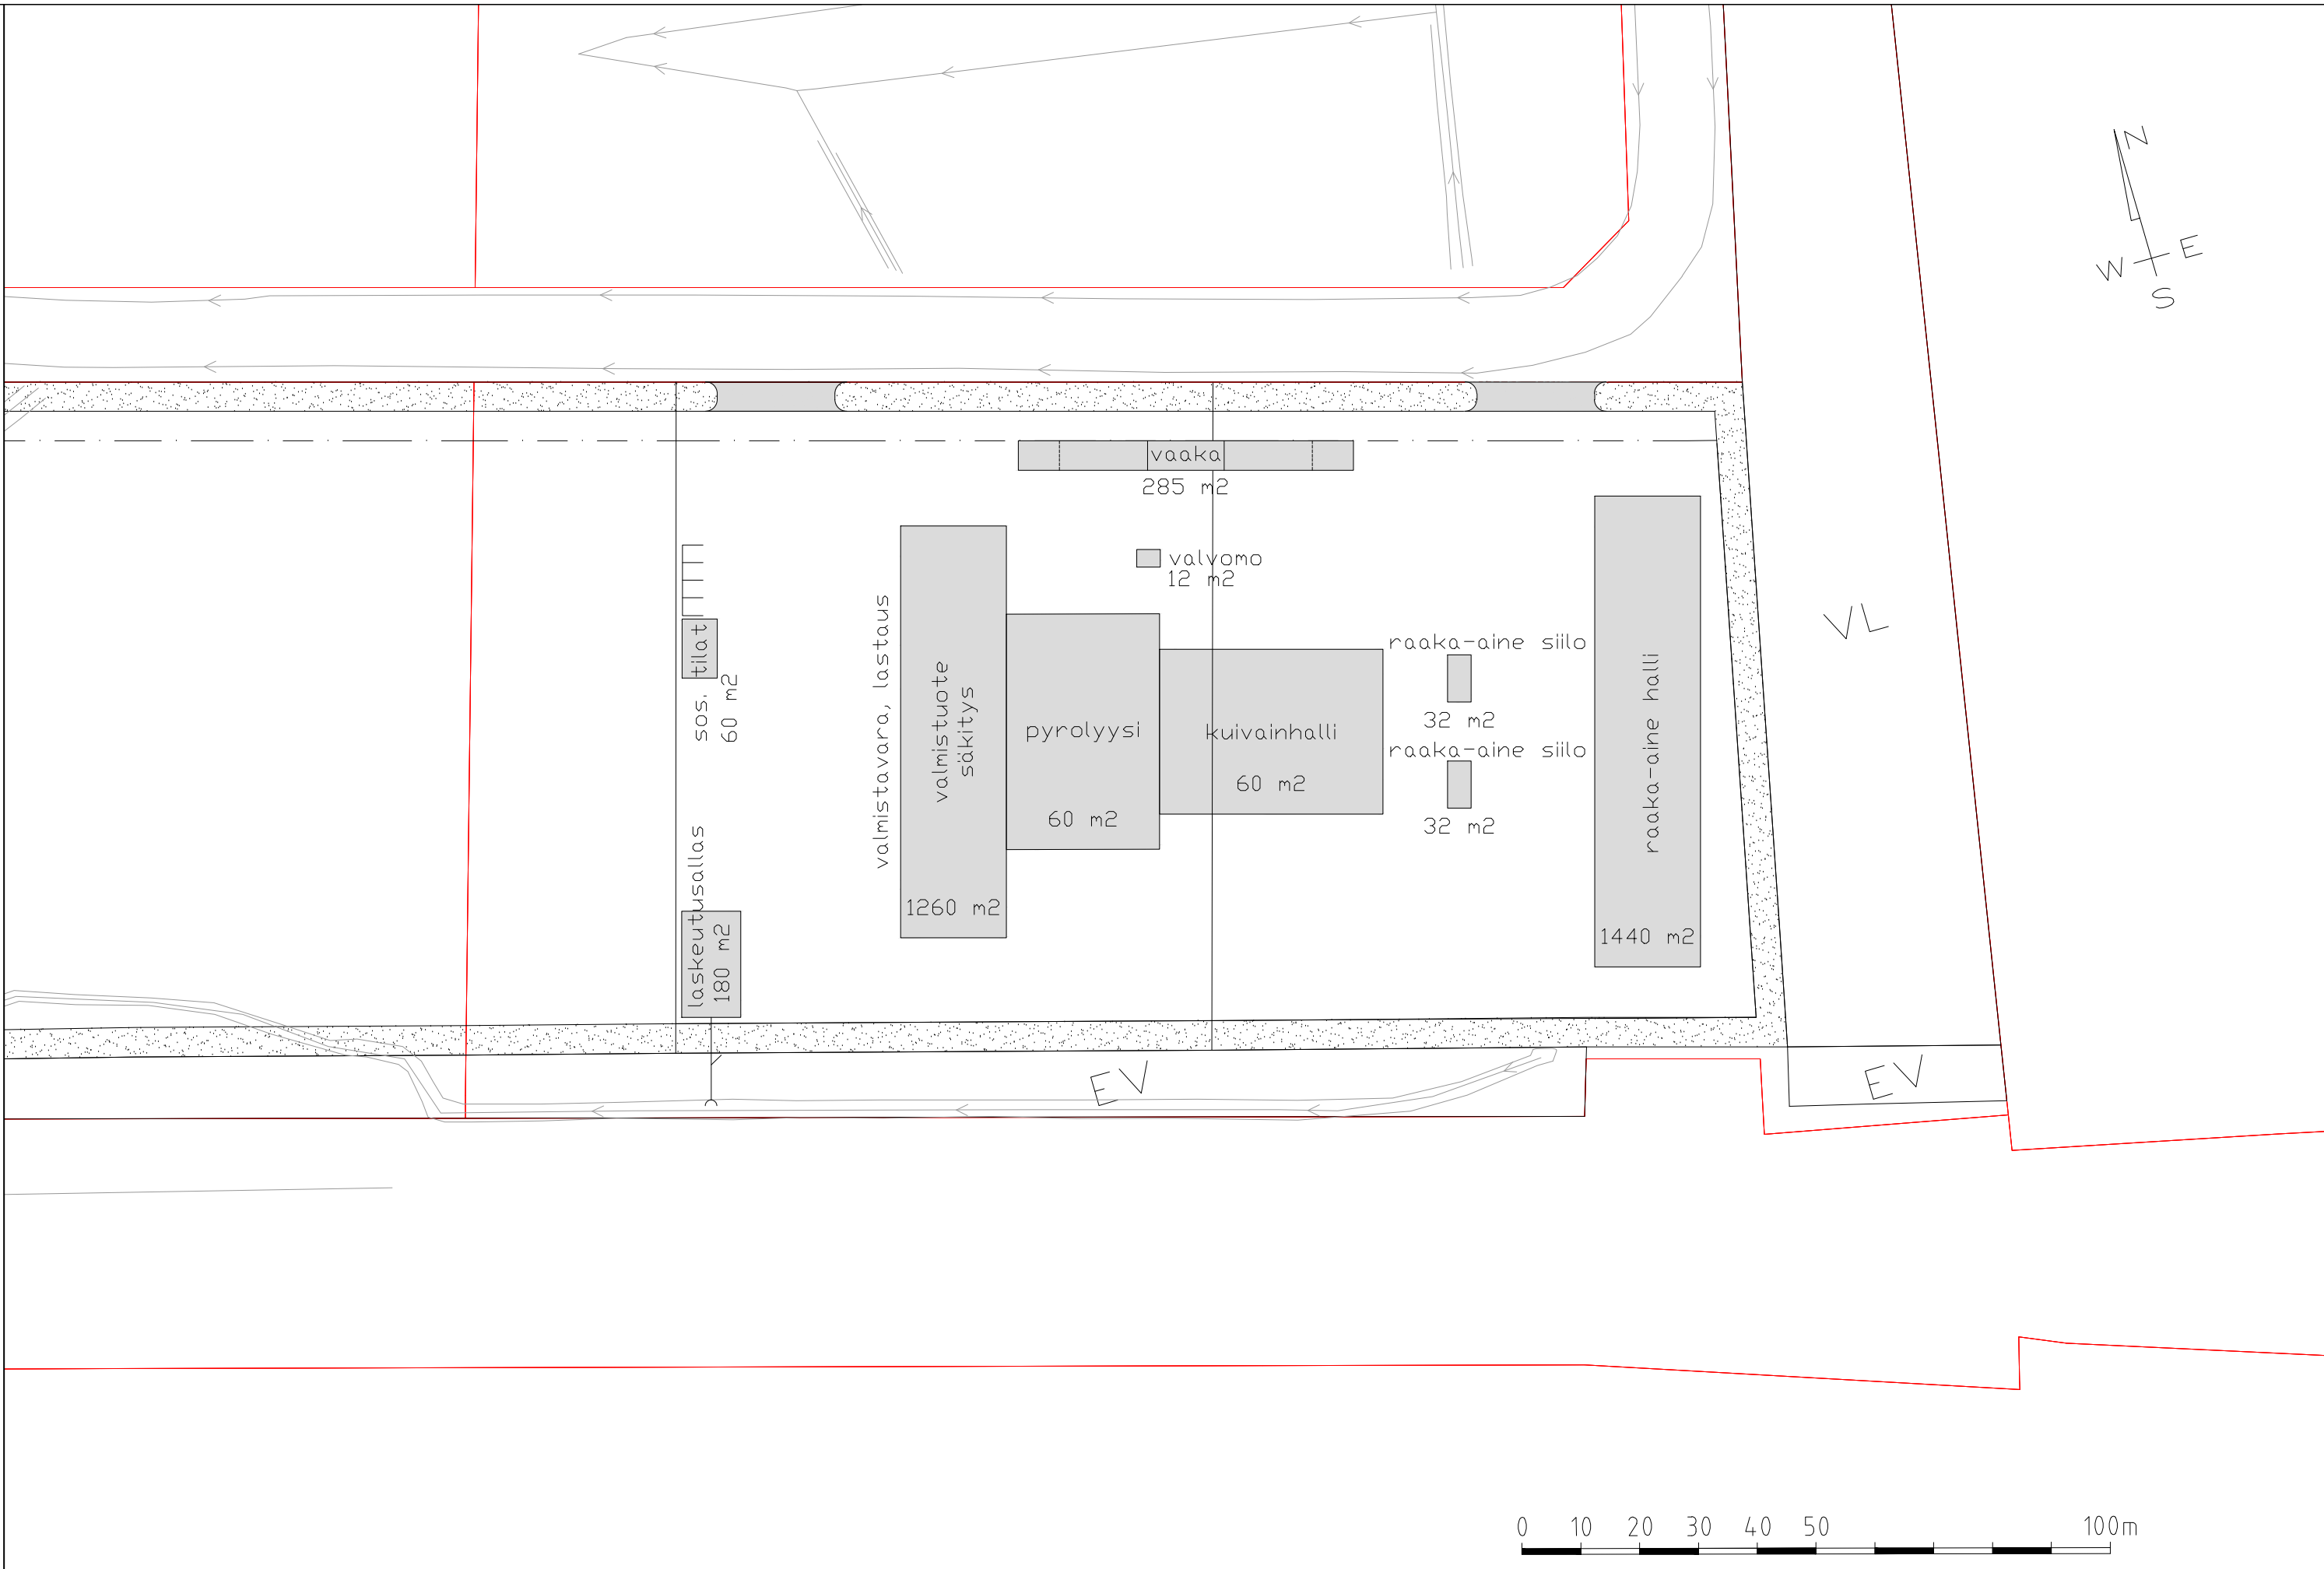 N
W
E
S
vaaka
285 m2
valvomo
12 m2
VL
sos. tilat
60 m2
valmistavara, lastaus
valmistuote
säkitys
1260 m2
pyrolyysi
60 m2
kuivainhalli
60 m2
raaka-aine siilo
32 m2
raaka-aine siilo
32 m2
raaka-aine halli
1440 m2
laskeutusallas
180 m2
EV
EV
0 10 20 30 40 50 100m